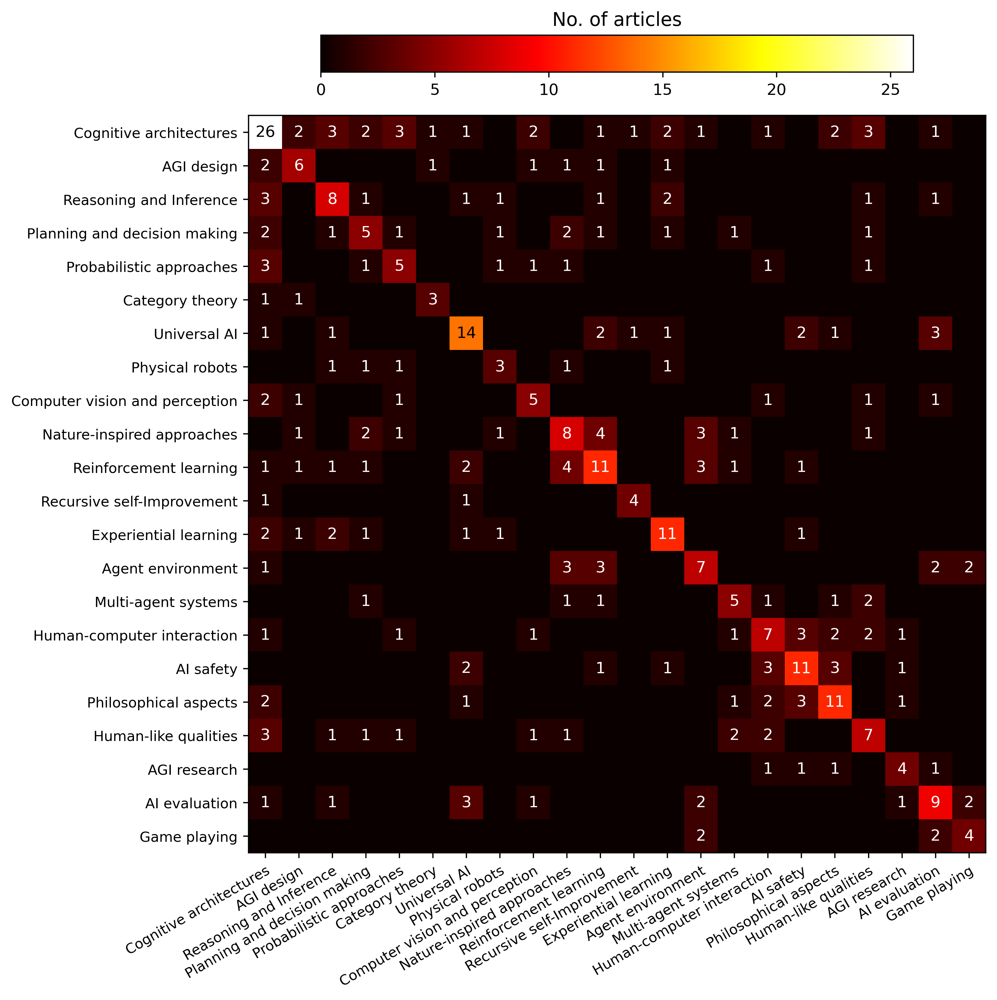 No. of articles
0 5 10 15 20 25
Cognitive architectures 26 2 3 2 3 1 1 2 1 1 2 1 1 2 3 1
AGI design 2 6 1 1 1 1 1
Reasoning and Inference 3 8 1 1 1 1 2 1 1
Planning and decision making 2 1 5 1 1 2 1 1 1 1
Probabilistic approaches 3 1 5 1 1 1 1 1
Category theory 1 1 3
Universal AI 1 1 14 2 1 1 2 1 3
Physical robots 1 1 1 3 1 1
Computer vision and perception 2 1 1 5 1 1 1
Nature-inspired approaches 1 2 1 1 8 4 3 1 1
Reinforcement learning 1 1 1 1 2 4 11 3 1 1
Recursive self-Improvement 1 1 4
Experiential learning 2 1 2 1 1 1 11 1
Agent environment 1 3 3 7 2 2
Multi-agent systems 1 1 1 5 1 1 2
Human-computer interaction 1 1 1 1 7 3 2 2 1
AI safety 2 1 1 3 11 3 1
Philosophical aspects 2 1 1 2 3 11 1
Human-like qualities 3 1 1 1 1 1 2 2 7
AGI research 1 1 1 4 1
AI evaluation 1 1 3 1 2 1 9 2
Game playing 2 2 4
Cognitive architectures
AGI design
Reasoning and Inference
Planning and decision making
Probabilistic approaches
Category theory
Universal AI
Physical robots
Computer vision and perception
Nature-inspired approaches
Reinforcement learning
Recursive self-Improvement
Experiential learning
Agent environment
Multi-agent systems
Human-computer interaction
AI safety
Philosophical aspects
Human-like qualities
AGI research
AI evaluation
Game playing